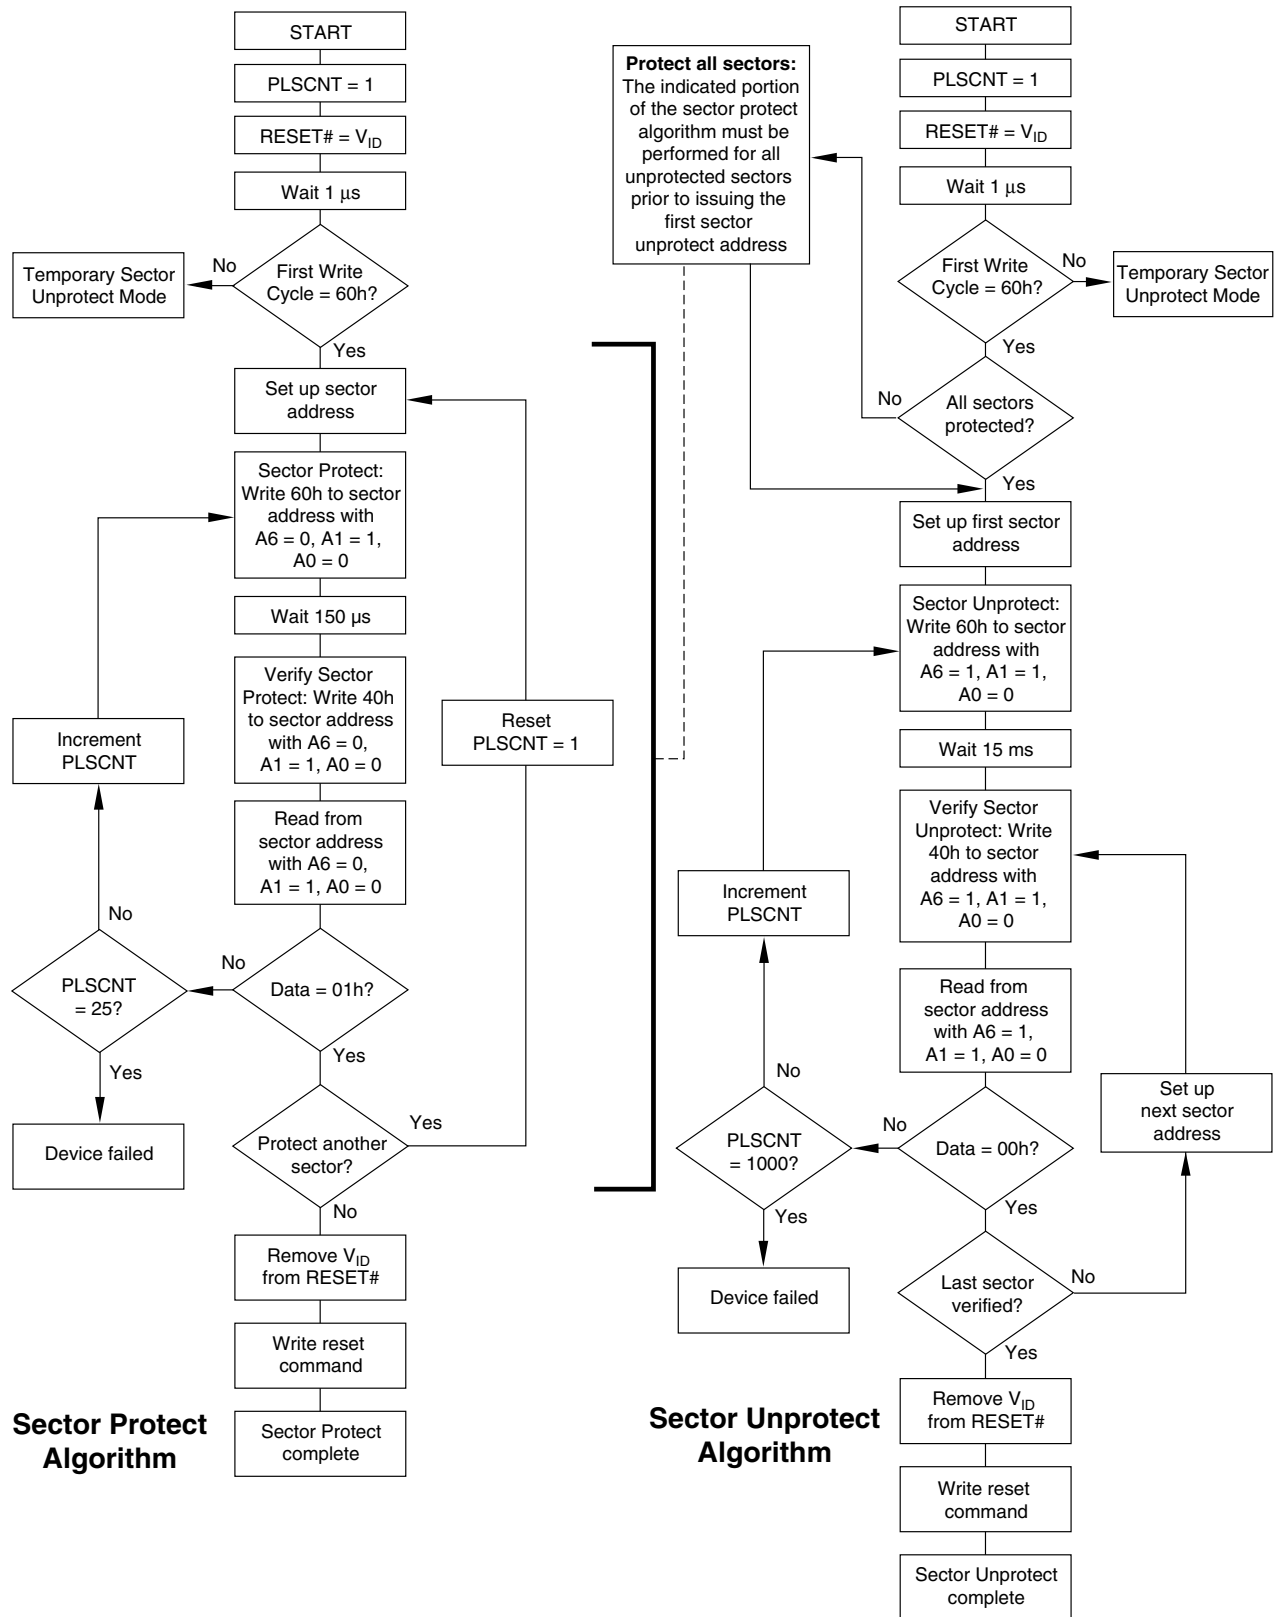 START
PLSCNT = 1
RESET# = VID
Wait 1 μs
First Write
Cycle = 60h?
No
Temporary Sector
Unprotect Mode
Yes
Set up sector
address
Sector Protect:
Write 60h to sector
address with
A6 = 0, A1 = 1,
A0 = 0
Wait 150 μs
Verify Sector
Protect: Write 40h
to sector address
with A6 = 0,
A1 = 1, A0 = 0
Read from
sector address
with A6 = 0,
A1 = 1, A0 = 0
Increment
PLSCNT
No
PLSCNT
= 25?
Yes
Device failed
No
Data = 01h?
Yes
Protect another
sector?
Yes
Reset
PLSCNT = 1
No
Remove VID
from RESET#
Write reset
command
Sector Protect
complete
Sector Protect
Algorithm
Protect all sectors:
The indicated portion
of the sector protect
algorithm must be
performed for all
unprotected sectors
prior to issuing the
first sector
unprotect address
START
PLSCNT = 1
RESET# = VID
Wait 1 μs
First Write
Cycle = 60h?
No
Temporary Sector
Unprotect Mode
Yes
No
All sectors
protected?
Yes
Set up first sector
address
Sector Unprotect:
Write 60h to sector
address with
A6 = 1, A1 = 1,
A0 = 0
Wait 15 ms
Verify Sector
Unprotect: Write
40h to sector
address with
A6 = 1, A1 = 1,
A0 = 0
Read from
sector address
with A6 = 1,
A1 = 1, A0 = 0
Increment
PLSCNT
No
PLSCNT
= 1000?
Yes
Device failed
No
Data = 00h?
Yes
Set up
next sector
address
Last sector
verified?
No
Yes
Remove VID
from RESET#
Write reset
command
Sector Unprotect
complete
Sector Unprotect
Algorithm